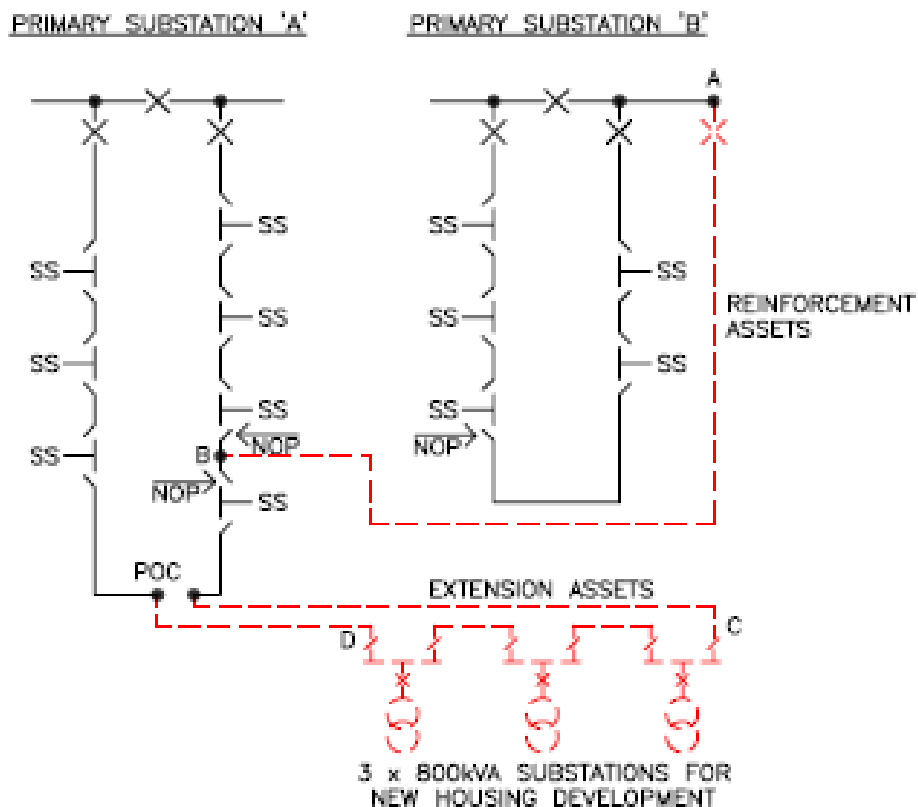 PRIMARY SUBSTATION 'A'
PRIMARY SUBSTATION 'B'
A
SS
SS
SS
SS
SS
SS
SS
REINFORCEMENT
ASSETS
SS
SS
SS
SS
SS
NOP
NOP
B
NOP
SS
POC
EXTENSION ASSETS
D
C
3 x 800kVA SUBSTATIONS FOR
NEW HOUSING DEVELOPMENT